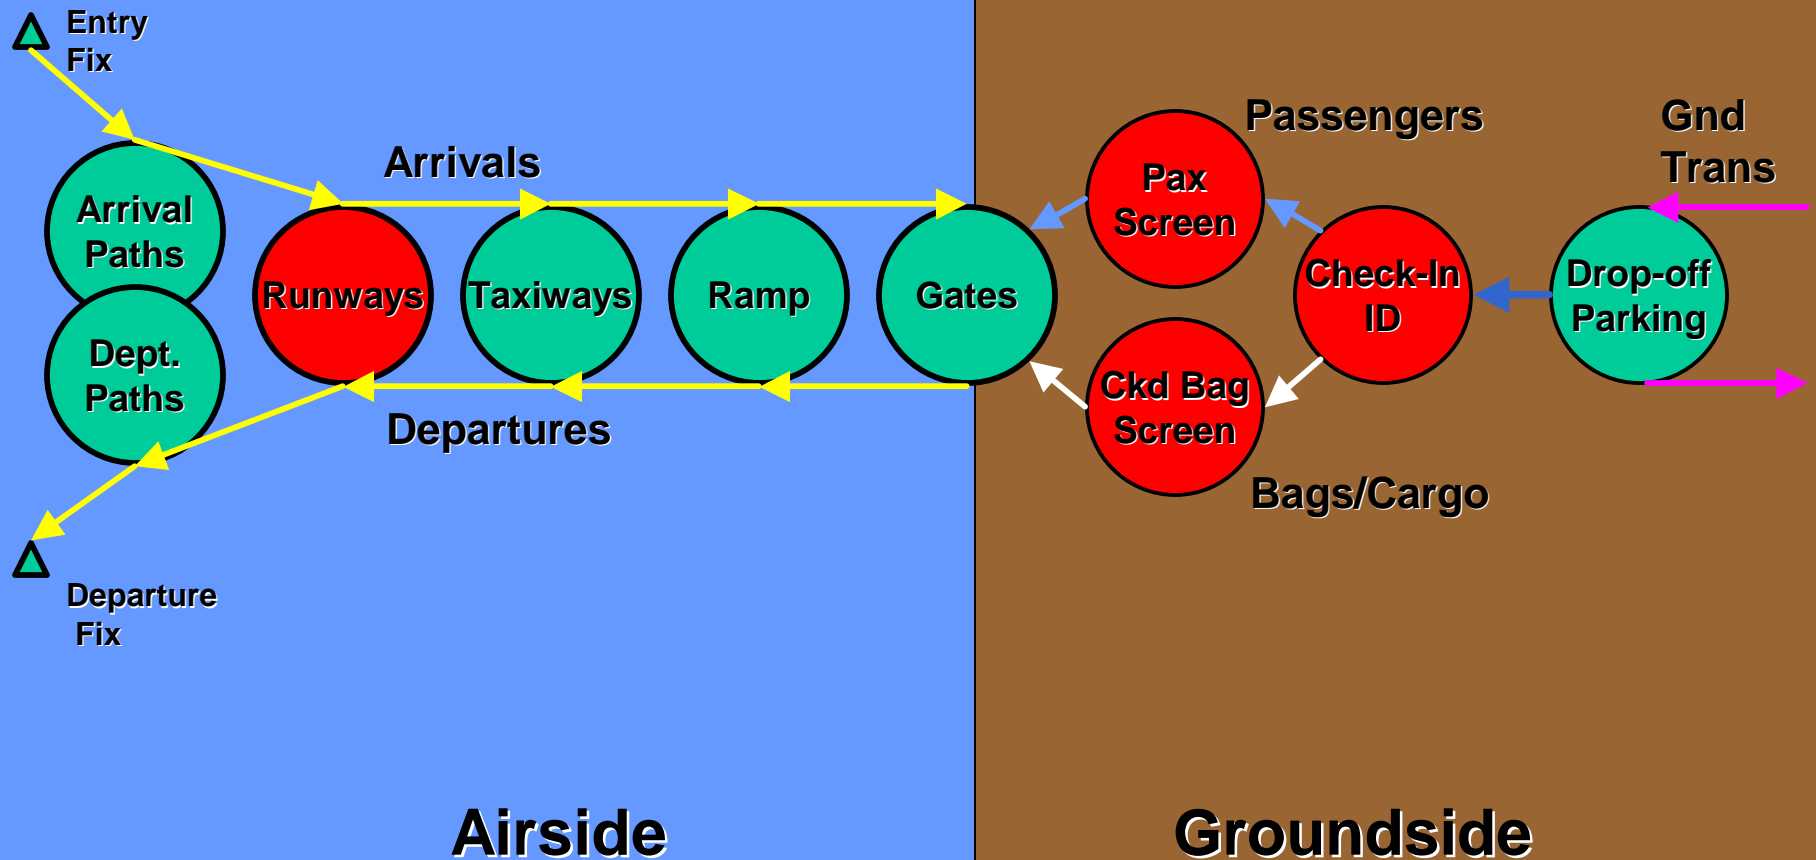 Entry
Fix
Arrivals
Passengers
Gnd
Trans
Arrival
Paths
Pax
Screen
Runways
Taxiways
Ramp
Gates
Check-In
ID
Drop-off
Parking
Dept.
Paths
Ckd Bag
Screen
Departures
Bags/Cargo
Departure
Fix
Airside
Groundside